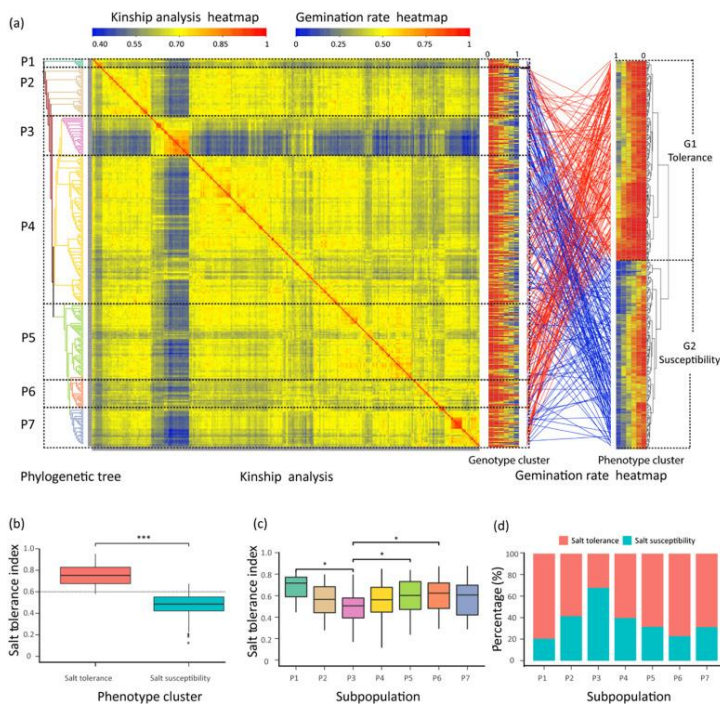 (a)
Kinship analysis heatmap
Gemination rate heatmap
0.40 0.55 0.70 0.85 1
0 0.25 0.50 0.75 1
0 1
1 0
P1
P2
P3
P4
P5
P6
P7
G1
Tolerance
G2
Susceptibility
Genotype cluster
Phenotype cluster
Phylogenetic tree
Kinship analysis
Gemination rate heatmap
(b)
***
Salt tolerance index
1.0
0.8
0.6
0.4
0.2
0
Salt tolerance
Salt susceptibility
Phenotype cluster
(c)
*
*
*
Salt tolerance index
1.0
0.8
0.6
0.4
0.2
0
P1 P2 P3 P4 P5 P6 P7
Subpopulation
(d)
Salt tolerance
Salt susceptibility
Percentage (%)
100
80
60
40
20
0
P1 P2 P3 P4 P5 P6 P7
Subpopulation